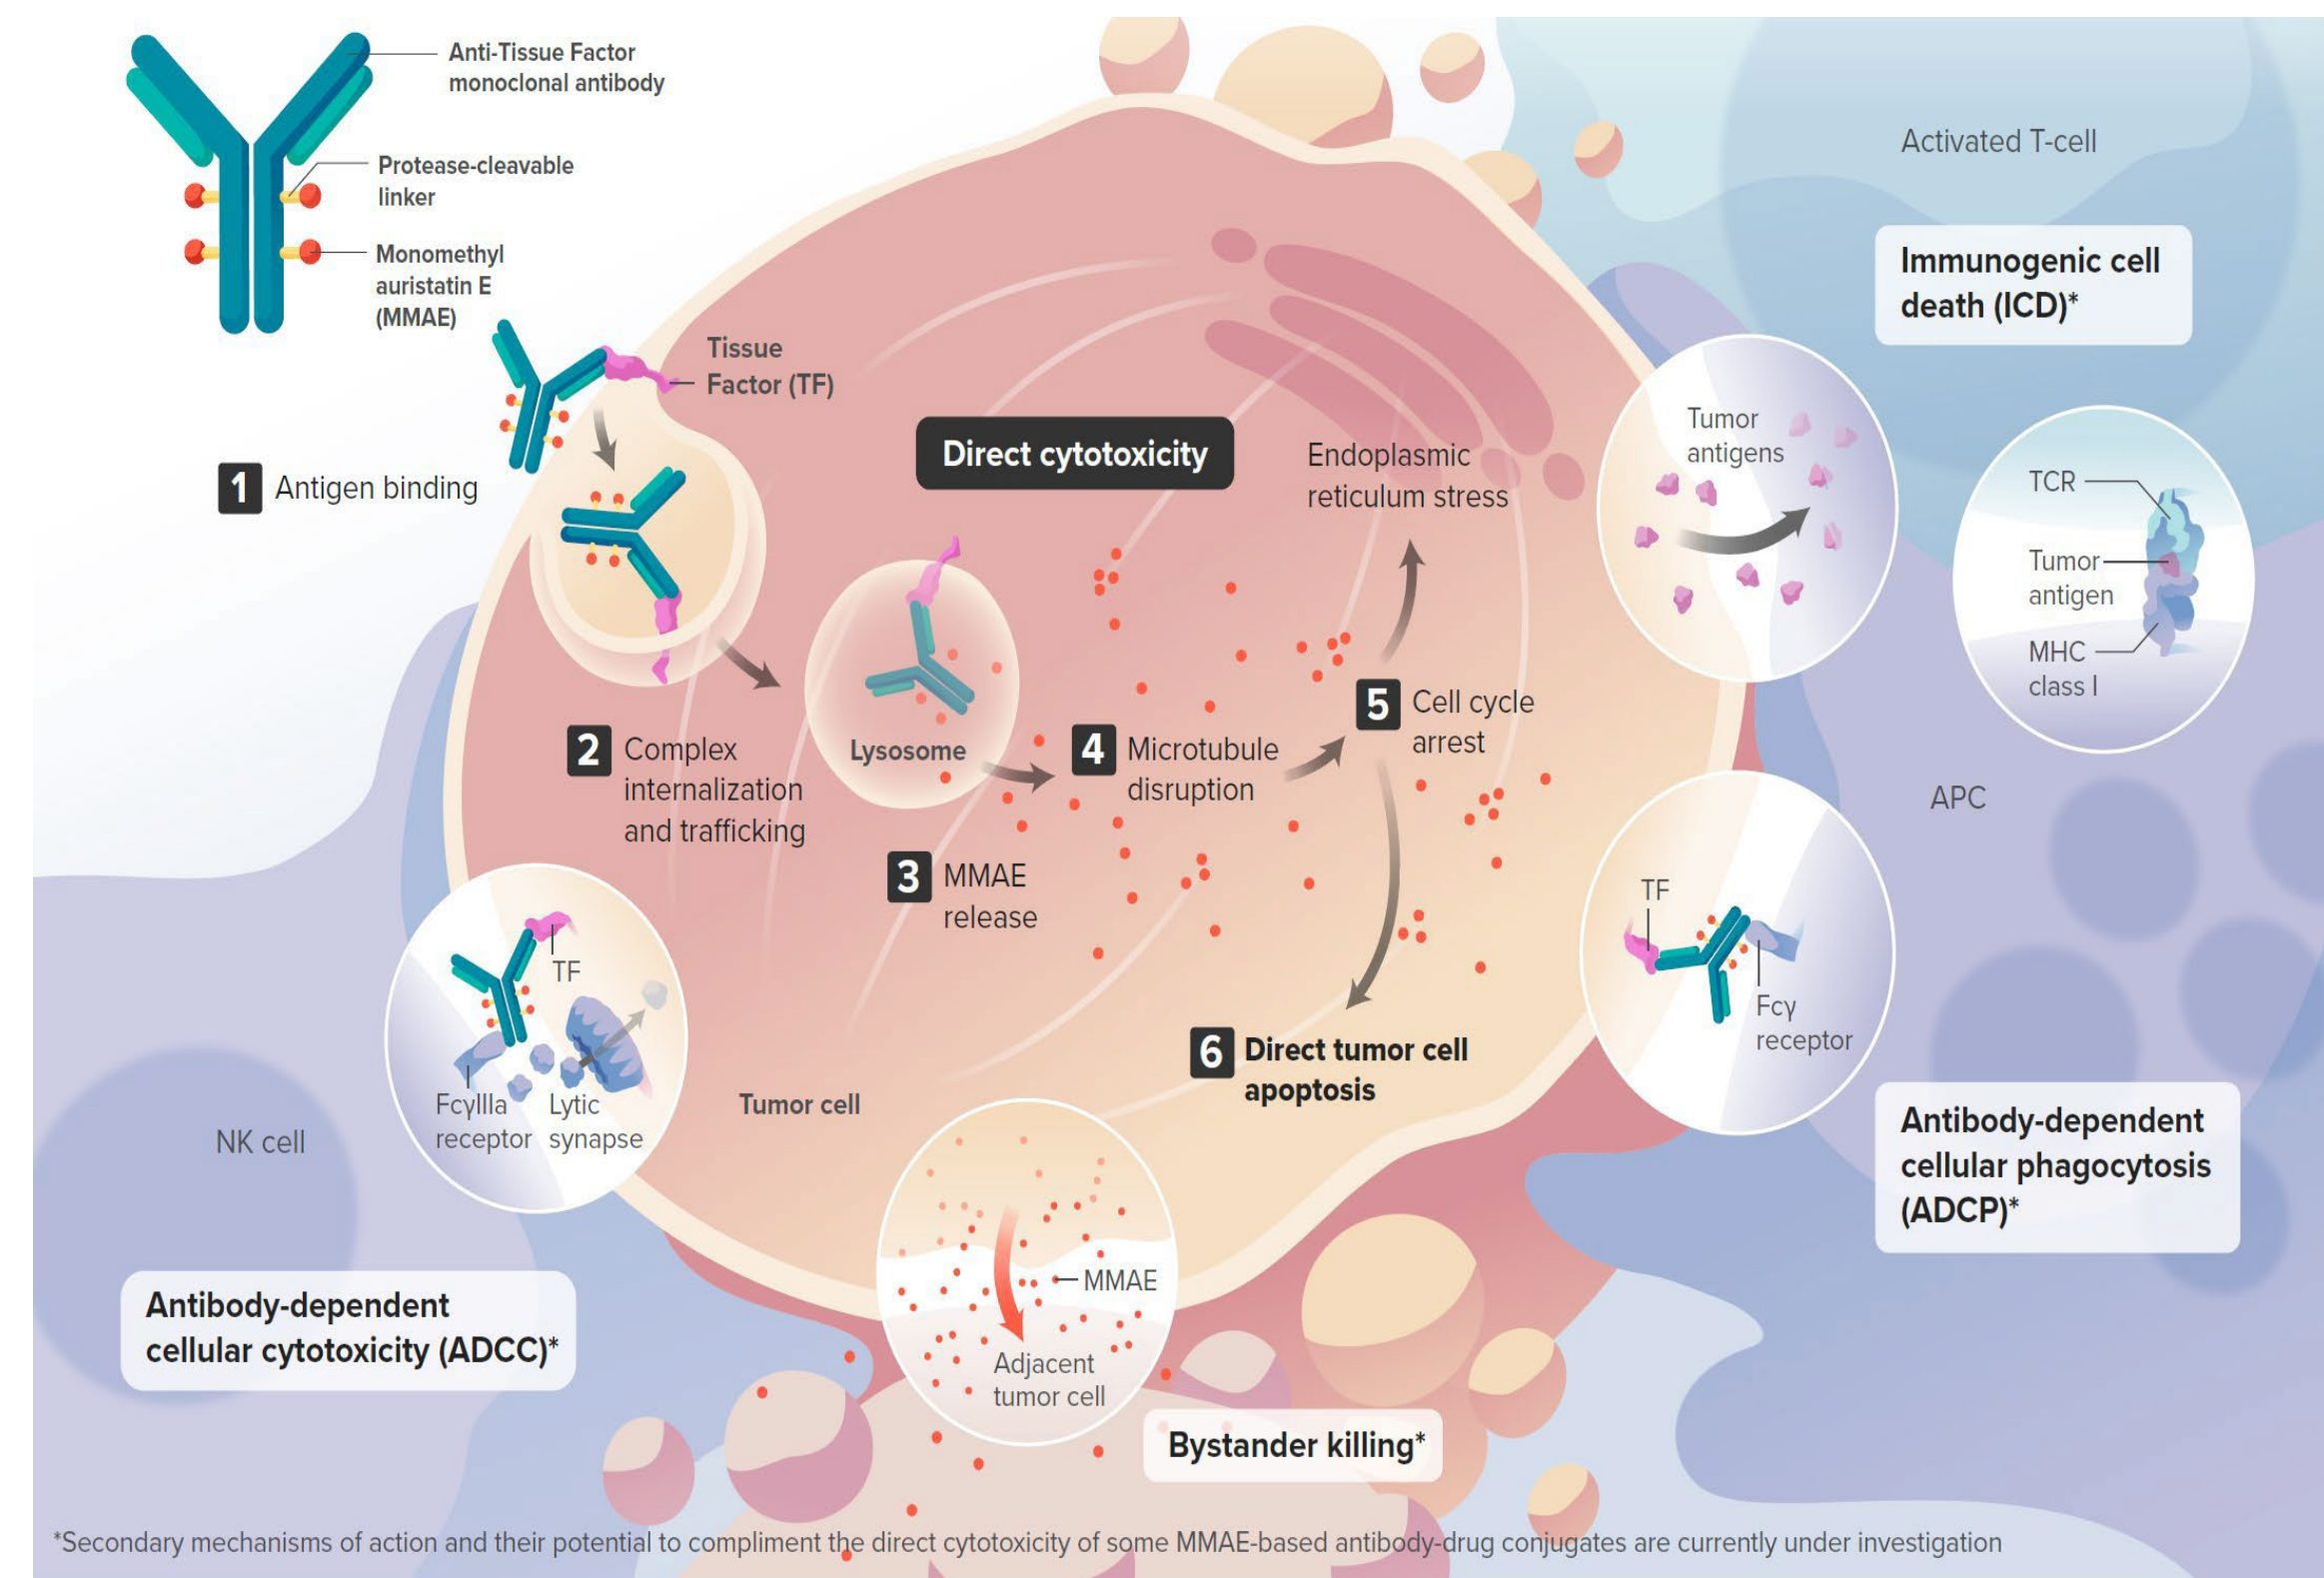 Anti-Tissue Factor
monoclonal antibody
Protease-cleavable
linker
Monomethyl
auristatin E
(MMAE)
Tissue
Factor (TF)
1 Antigen binding
Direct cytotoxicity
2 Complex
internalization
and trafficking
Lysosome
3 MMAE
release
4 Microtubule
disruption
5 Cell cycle
arrest
Endoplasmic
reticulum stress
6 Direct tumor cell
apoptosis
Tumor cell
Activated T-cell
Immunogenic cell
death (ICD)*
Tumor
antigens
TCR
Tumor
antigen
MHC
class I
APC
TF
Fcγ
receptor
Antibody-dependent
cellular phagocytosis
(ADCP)*
TF
FcγIIIa
receptor
Lytic
synapse
NK cell
Antibody-dependent
cellular cytotoxicity (ADCC)*
MMAE
Adjacent
tumor cell
Bystander killing*
*Secondary mechanisms of action and their potential to compliment the direct cytotoxicity of some MMAE-based antibody-drug conjugates are currently under investigation